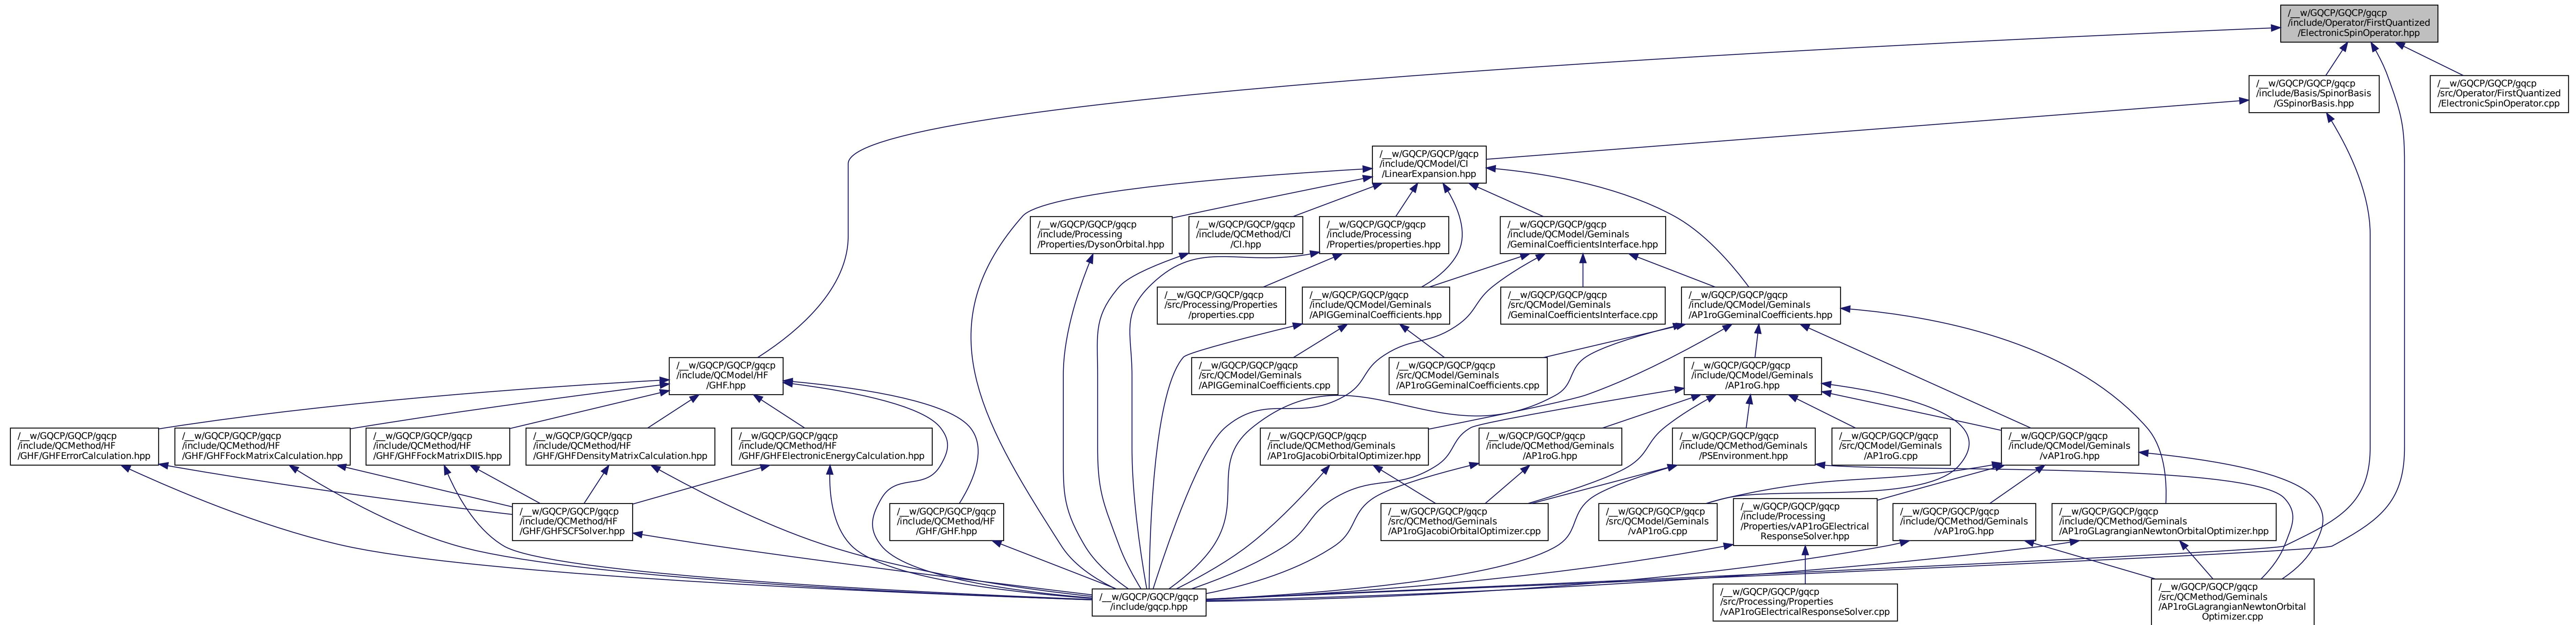 /__w/GQCP/GQCP/gqcp
/include/Operator/FirstQuantized
/ElectronicSpinOperator.hpp
/__w/GQCP/GQCP/gqcp
/include/Basis/SpinorBasis
/GSpinorBasis.hpp
/__w/GQCP/GQCP/gqcp
/src/Operator/FirstQuantized
/ElectronicSpinOperator.cpp
/__w/GQCP/GQCP/gqcp
/include/QCModel/CI
/LinearExpansion.hpp
/__w/GQCP/GQCP/gqcp
/include/Processing
/Properties/DysonOrbital.hpp
/__w/GQCP/GQCP/gqcp
/include/QCMethod/CI
/CI.hpp
/__w/GQCP/GQCP/gqcp
/include/Processing
/Properties/properties.hpp
/__w/GQCP/GQCP/gqcp
/include/QCModel/Geminals
/GeminalCoefficientsInterface.hpp
/__w/GQCP/GQCP/gqcp
/src/Processing/Properties
/properties.cpp
/__w/GQCP/GQCP/gqcp
/include/QCModel/Geminals
/APIGGeminalCoefficients.hpp
/__w/GQCP/GQCP/gqcp
/src/QCModel/Geminals
/GeminalCoefficientsInterface.cpp
/__w/GQCP/GQCP/gqcp
/include/QCModel/Geminals
/AP1roGGeminalCoefficients.hpp
/__w/GQCP/GQCP/gqcp
/include/QCModel/HF
/GHF.hpp
/__w/GQCP/GQCP/gqcp
/src/QCModel/Geminals
/APIGGeminalCoefficients.cpp
/__w/GQCP/GQCP/gqcp
/src/QCModel/Geminals
/AP1roGGeminalCoefficients.cpp
/__w/GQCP/GQCP/gqcp
/include/QCModel/Geminals
/AP1roG.hpp
/__w/GQCP/GQCP/gqcp
/include/QCMethod/HF
/GHF/GHFErrorCalculation.hpp
/__w/GQCP/GQCP/gqcp
/include/QCMethod/HF
/GHF/GHFFockMatrixCalculation.hpp
/__w/GQCP/GQCP/gqcp
/include/QCMethod/HF
/GHF/GHFFockMatrixDIIS.hpp
/__w/GQCP/GQCP/gqcp
/include/QCMethod/HF
/GHF/GHFDensityMatrixCalculation.hpp
/__w/GQCP/GQCP/gqcp
/include/QCMethod/HF
/GHF/GHFElectronicEnergyCalculation.hpp
/__w/GQCP/GQCP/gqcp
/include/QCMethod/Geminals
/AP1roGJacobiOrbitalOptimizer.hpp
/__w/GQCP/GQCP/gqcp
/include/QCMethod/Geminals
/AP1roG.hpp
/__w/GQCP/GQCP/gqcp
/include/QCMethod/Geminals
/PSEnvironment.hpp
/__w/GQCP/GQCP/gqcp
/src/QCModel/Geminals
/AP1roG.cpp
/__w/GQCP/GQCP/gqcp
/include/QCModel/Geminals
/vAP1roG.hpp
/__w/GQCP/GQCP/gqcp
/include/QCMethod/HF
/GHF/GHFSCFSolver.hpp
/__w/GQCP/GQCP/gqcp
/include/QCMethod/HF
/GHF/GHF.hpp
/__w/GQCP/GQCP/gqcp
/src/QCMethod/Geminals
/AP1roGJacobiOrbitalOptimizer.cpp
/__w/GQCP/GQCP/gqcp
/src/QCModel/Geminals
/vAP1roG.cpp
/__w/GQCP/GQCP/gqcp
/include/Processing
/Properties/vAP1roGElectrical
ResponseSolver.hpp
/__w/GQCP/GQCP/gqcp
/include/QCMethod/Geminals
/vAP1roG.hpp
/__w/GQCP/GQCP/gqcp
/include/QCMethod/Geminals
/AP1roGLagrangianNewtonOrbitalOptimizer.hpp
/__w/GQCP/GQCP/gqcp
/include/gqcp.hpp
/__w/GQCP/GQCP/gqcp
/src/Processing/Properties
/vAP1roGElectricalResponseSolver.cpp
/__w/GQCP/GQCP/gqcp
/src/QCMethod/Geminals
/AP1roGLagrangianNewtonOrbital
Optimizer.cpp